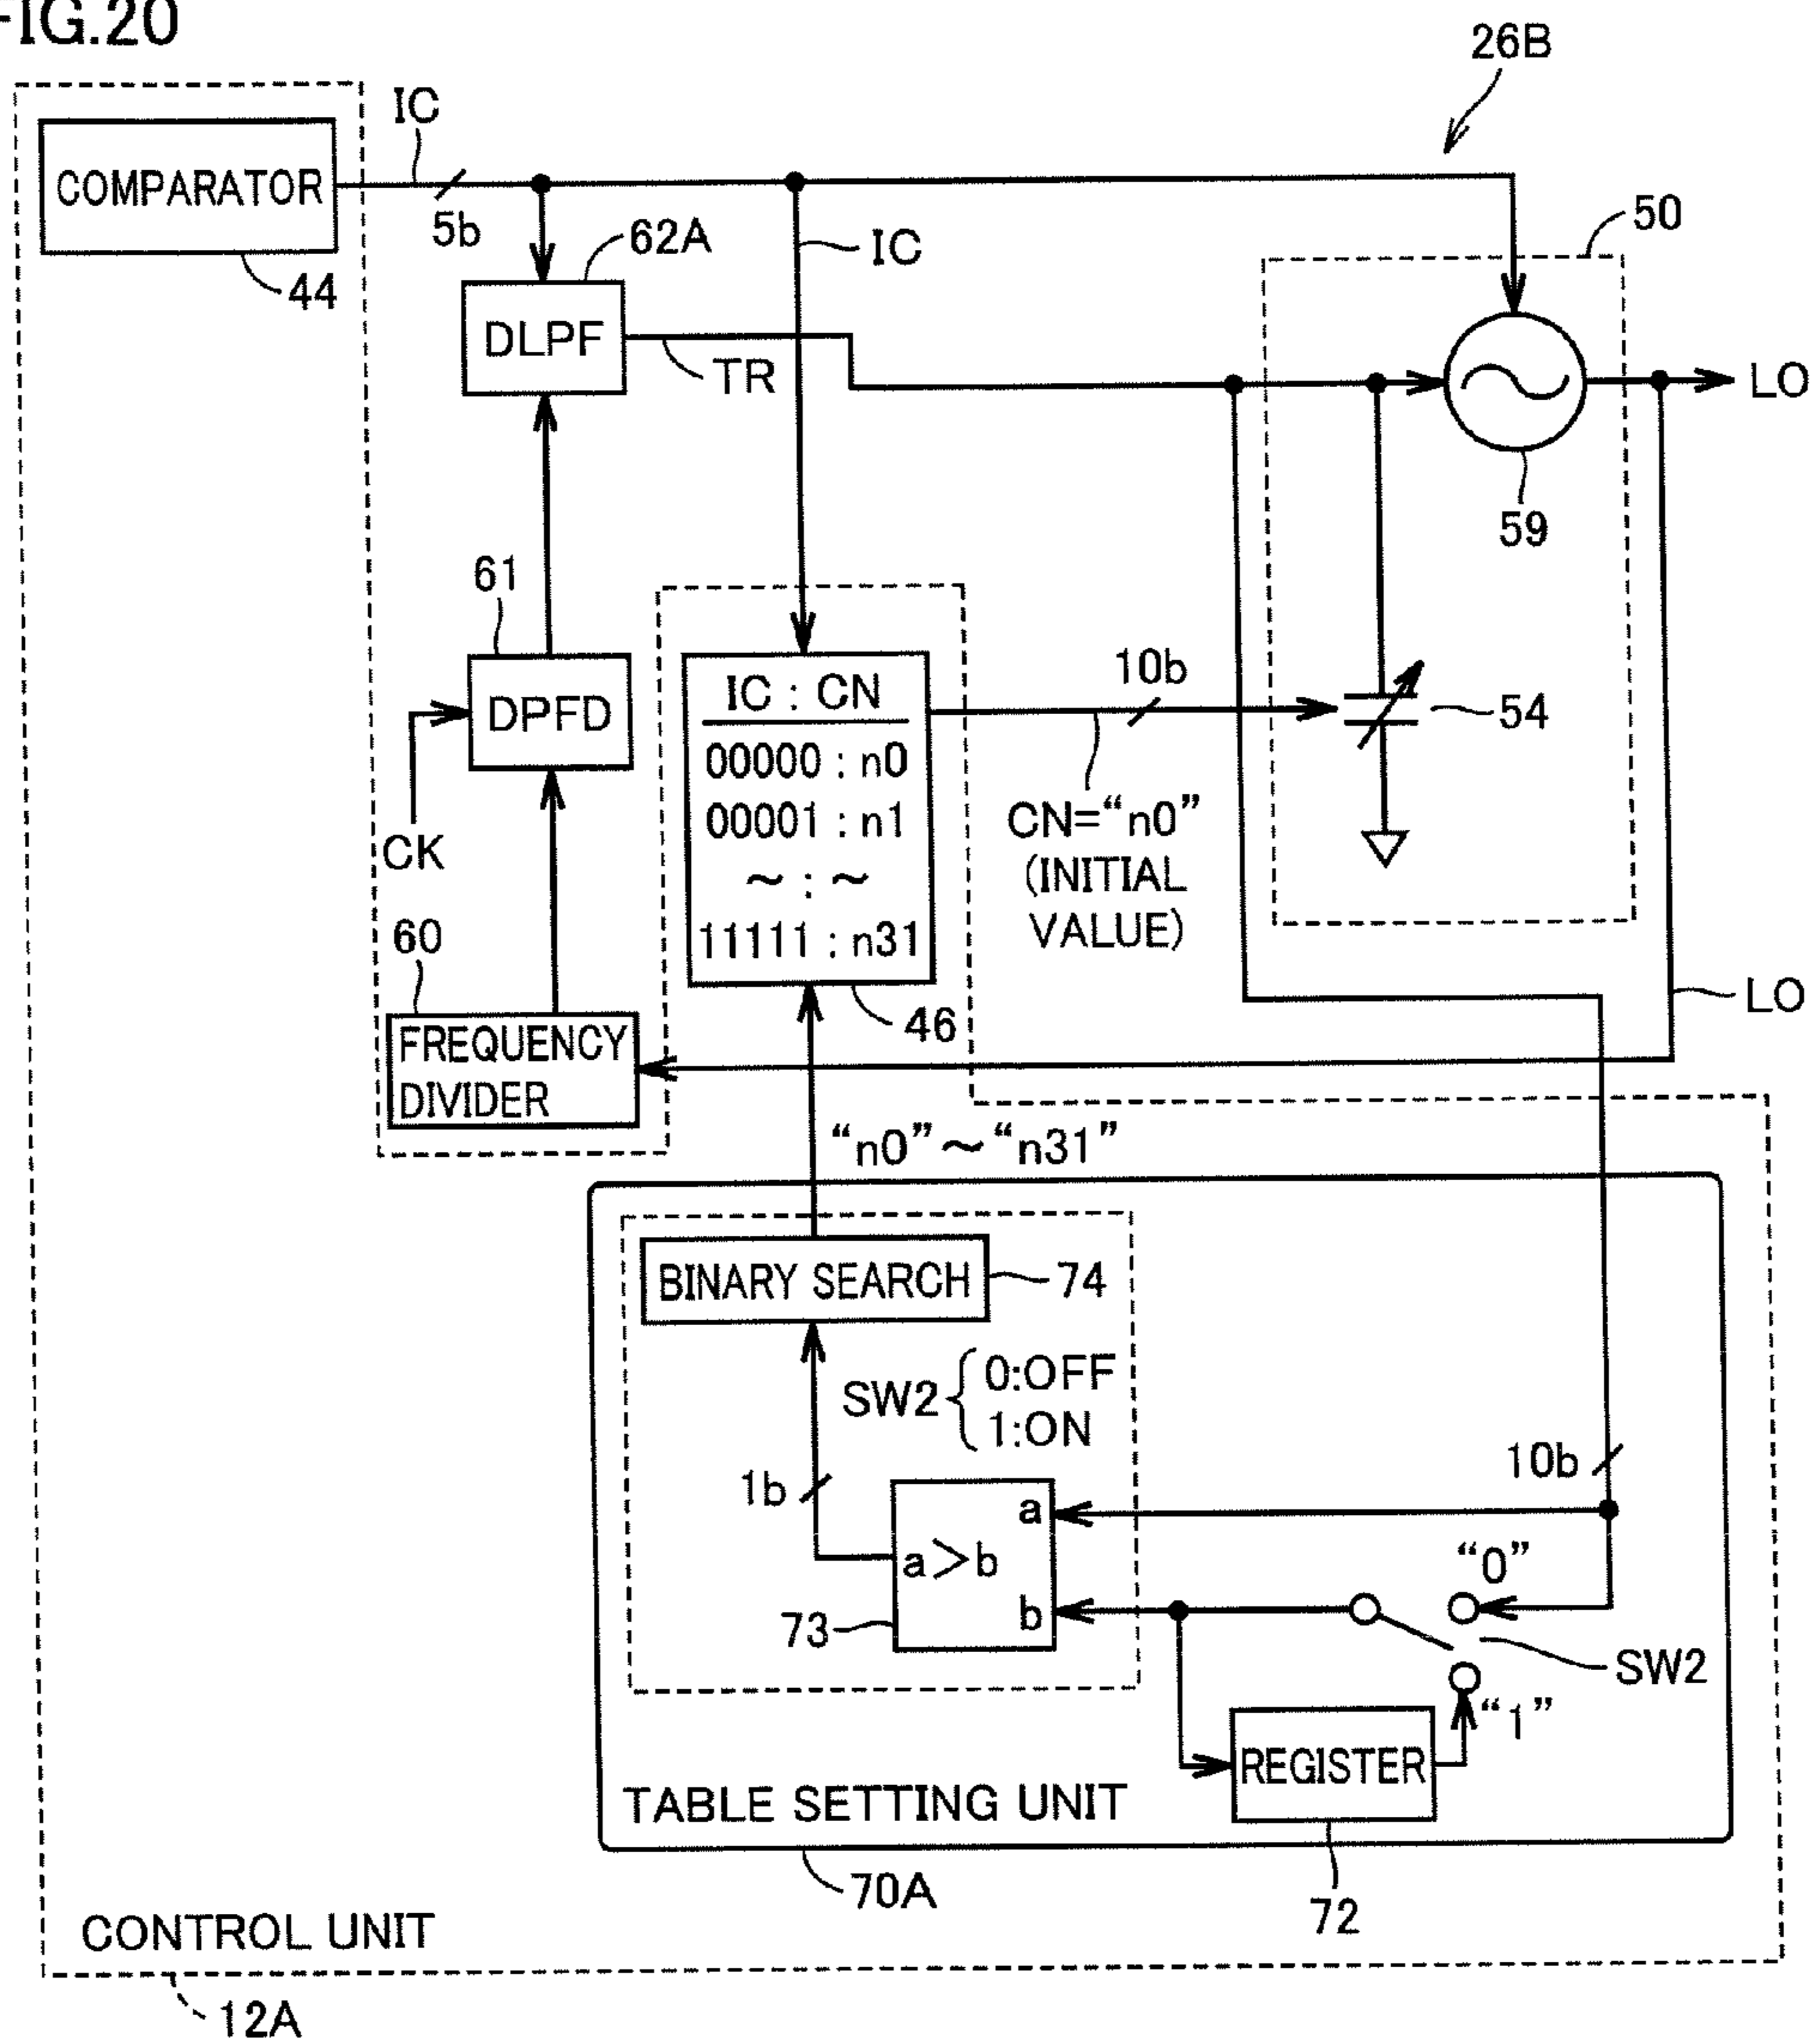 FIG.20
26B
IC
COMPARATOR
5b
44
62A
IC
50
DLPF
TR
LO
59
61
DPFD
CK
IC : CN
00000 : n0
00001 : n1
~ : ~
11111 : n31
10b
54
CN="n0"
(INITIAL
VALUE)
60
46
LO
FREQUENCY
DIVIDER
"n0"~"n31"
BINARY SEARCH
74
SW2
0:OFF
1:ON
1b
10b
a
a>b
b
73
"0"
SW2
"1"
REGISTER
TABLE SETTING UNIT
70A
72
CONTROL UNIT
12A